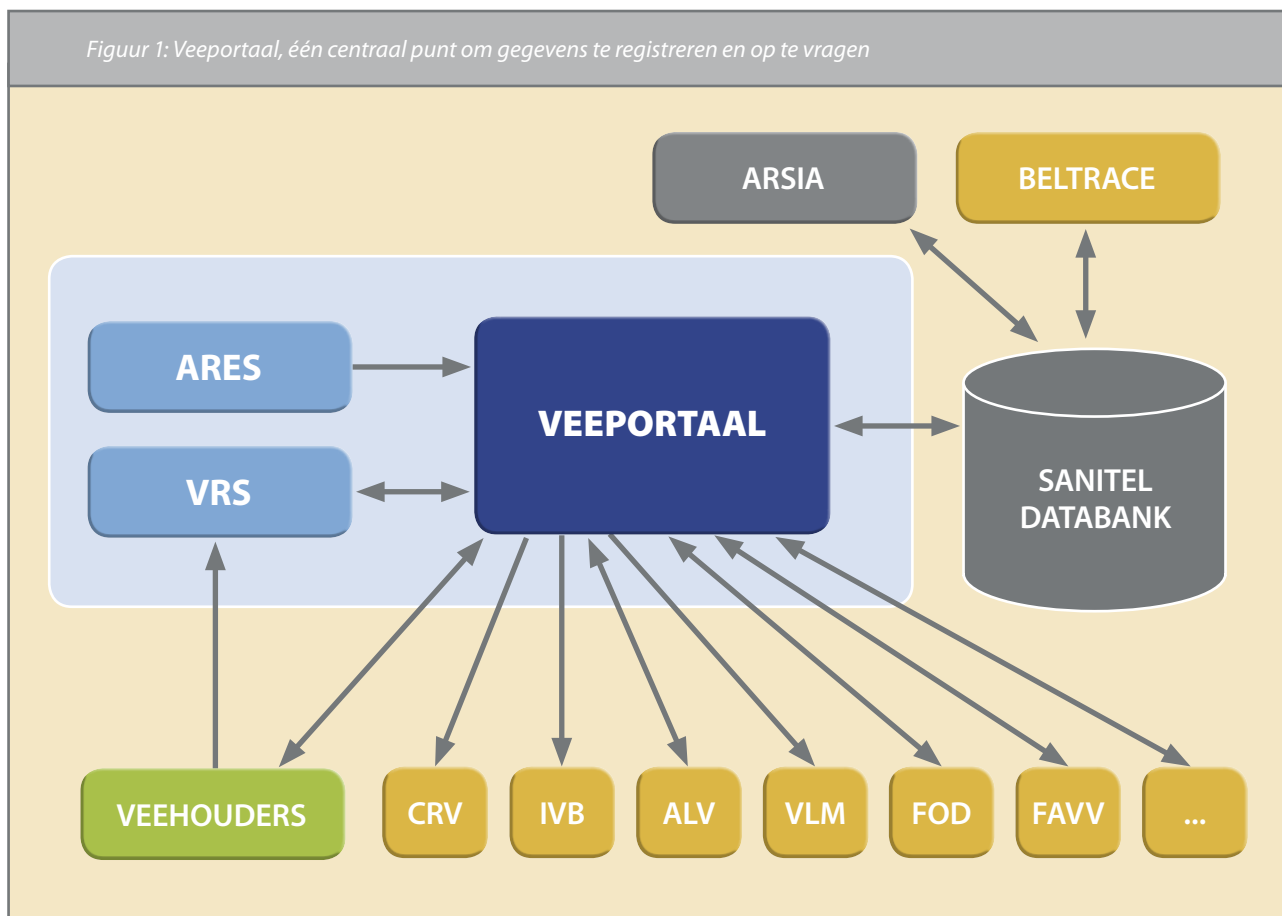 Figuur 1: Veeportaal, één centraal punt om gegevens te registreren en op te vragen
ARSIA
BELTRACE
ARES
VEEPORTAAL
VRS
SANITEL
DATABANK
VEEHOUDERS
CRV
IVB
ALV
VLM
FOD
FAVV
...